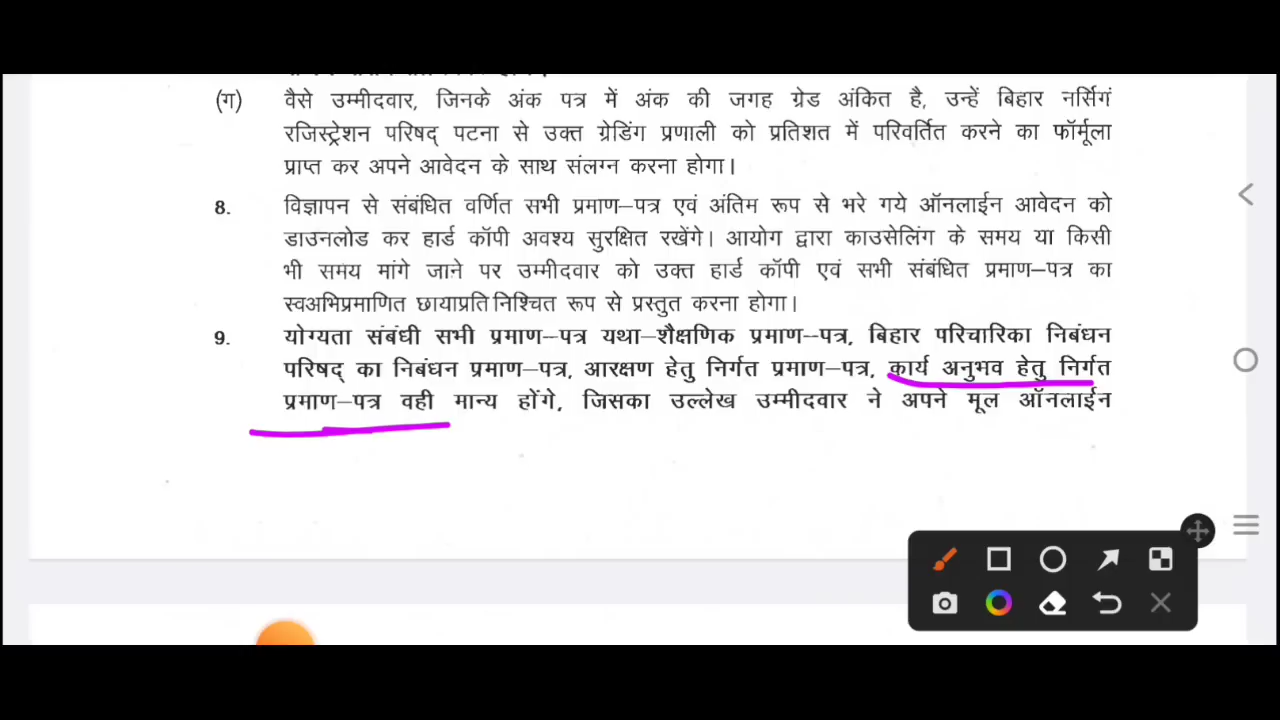 (ग) वैसे उम्मीदवार, जिनके अंक पत्र में अंक की जगह ग्रेड अंकित है, उन्हें बिहार नर्सिगं
रजिस्ट्रेशन परिषद् पटना से उक्त ग्रेडिंग प्रणाली को प्रतिशत में परिवर्तित करने का फॉर्मूला
प्राप्त कर अपने आवेदन के साथ संलग्न करना होगा।
8. विज्ञापन से संबंधित वर्णित सभी प्रमाण–पत्र एवं अंतिम रूप से भरे गये ऑनलाईन आवेदन को
डाउनलोड कर हार्ड कॉपी अवश्य सुरक्षित रखेंगे। आयोग द्वारा काउसेलिंग के समय या किसी
भी समय मांगे जाने पर उम्मीदवार को उक्त हार्ड कॉपी एवं सभी संबंधित प्रमाण–पत्र का
स्वअभिप्रमाणित छायाप्रति निश्चित रूप से प्रस्तुत करना होगा।
9. योग्यता संबंधी सभी प्रमाण–पत्र यथा–शैक्षणिक प्रमाण–पत्र, बिहार परिचारिका निबंधन
परिषद् का निबंधन प्रमाण–पत्र, आरक्षण हेतु निर्गत प्रमाण–पत्र, कार्य अनुभव हेतु निर्गत
प्रमाण–पत्र वही मान्य होंगे, जिसका उल्लेख उम्मीदवार ने अपने मूल ऑनलाईन